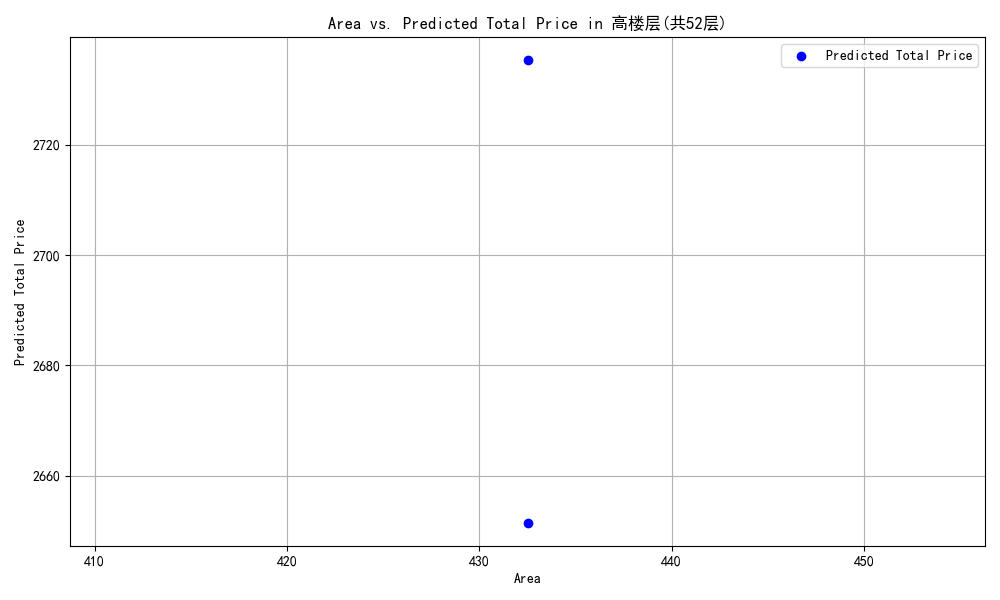 Area vs. Predicted Total Price in 高楼层(共52层)
Predicted Total Price
Predicted Total Price
2720
2700
2680
2660
410 420 430 440 450
Area